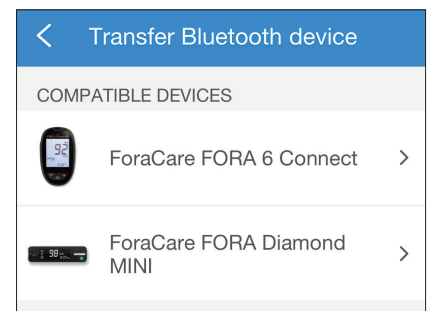 Transfer Bluetooth device
COMPATIBLE DEVICES
92
ForaCare FORA 6 Connect
98
ForaCare FORA Diamond
MINI